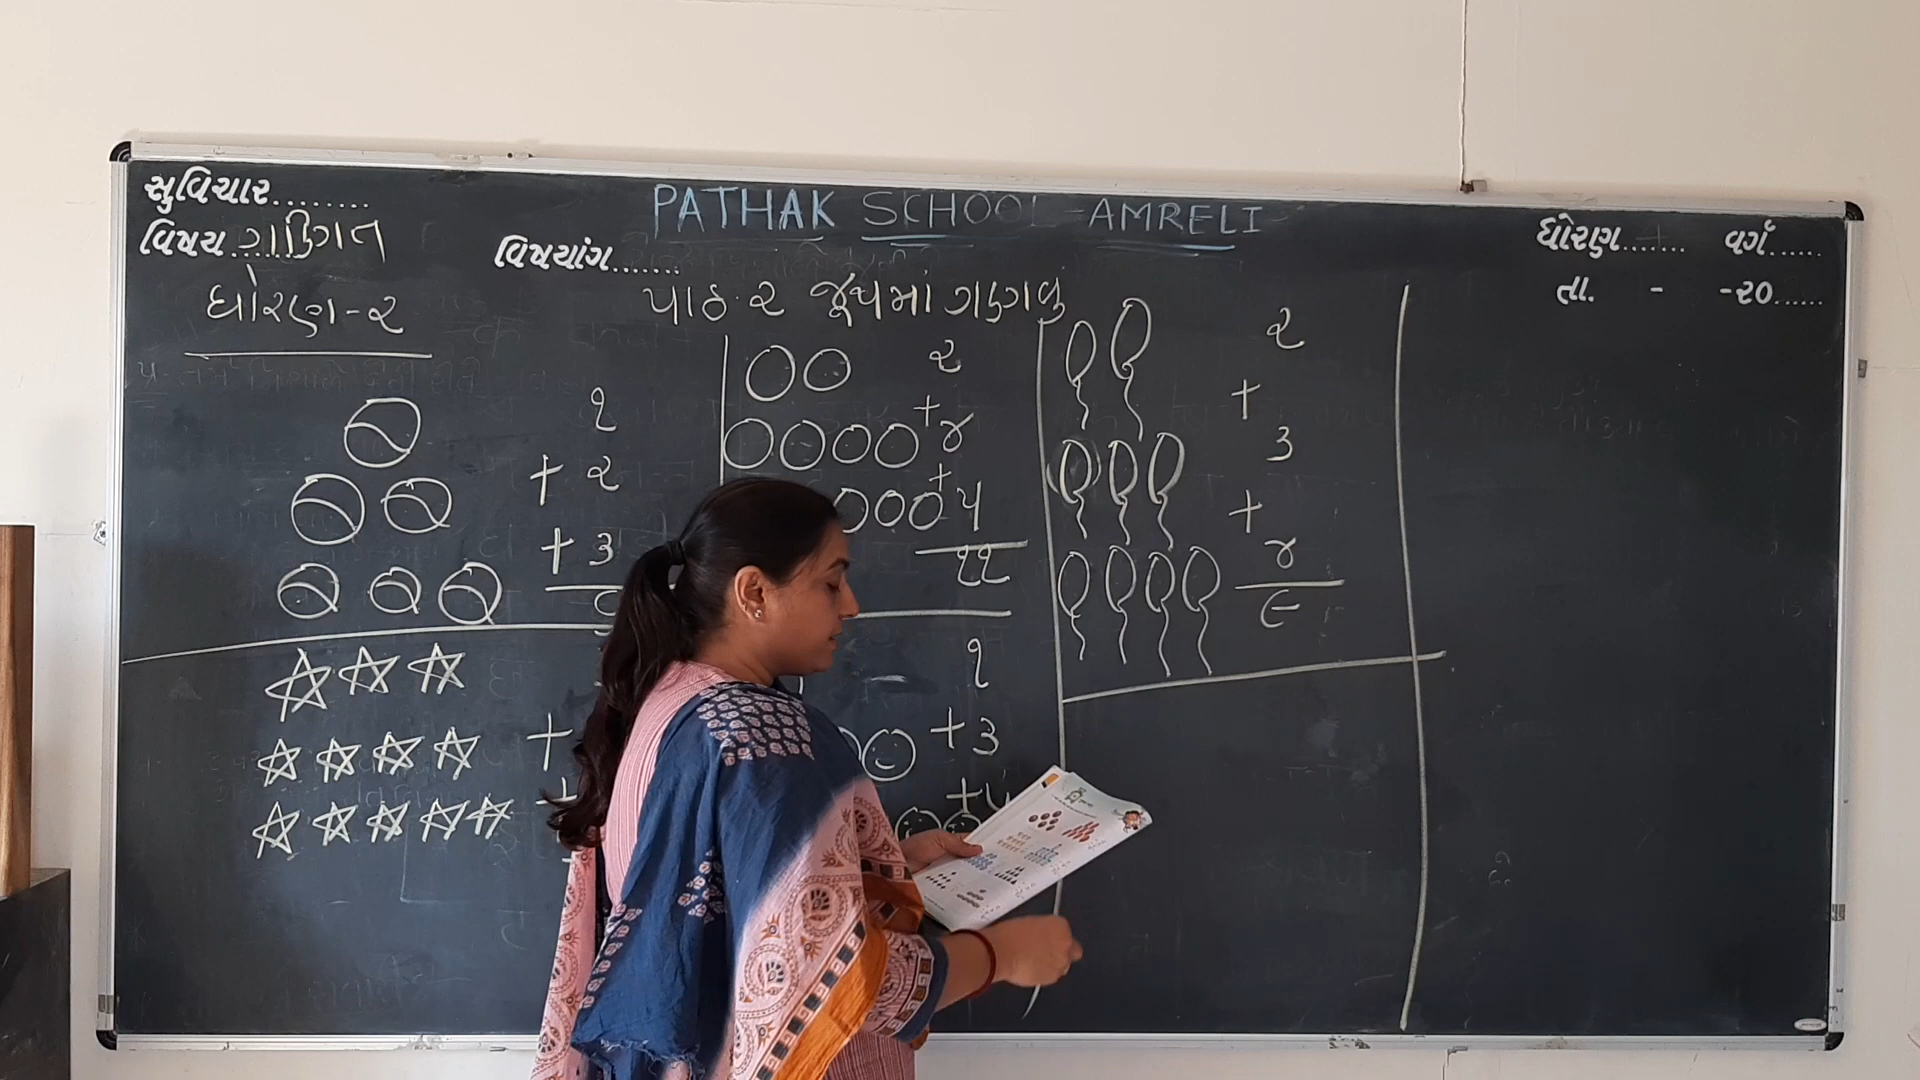 PATHAK SCHOOL - AMRELI
સુવિચાર........
વિષય ગણિત
વિષયાંગ.......
ધોરણ....... વર્ગ.....
તા. - -૨૦......
ધોરણ-૨
પાઠ-૨ જૂથમાં ગણવું
૧
+ ૨
+ ૩
૨
+ ૪
+ ૫
૧૧
૨
+
૩
+
૪
૯
૧
+ ૩
+ ૫